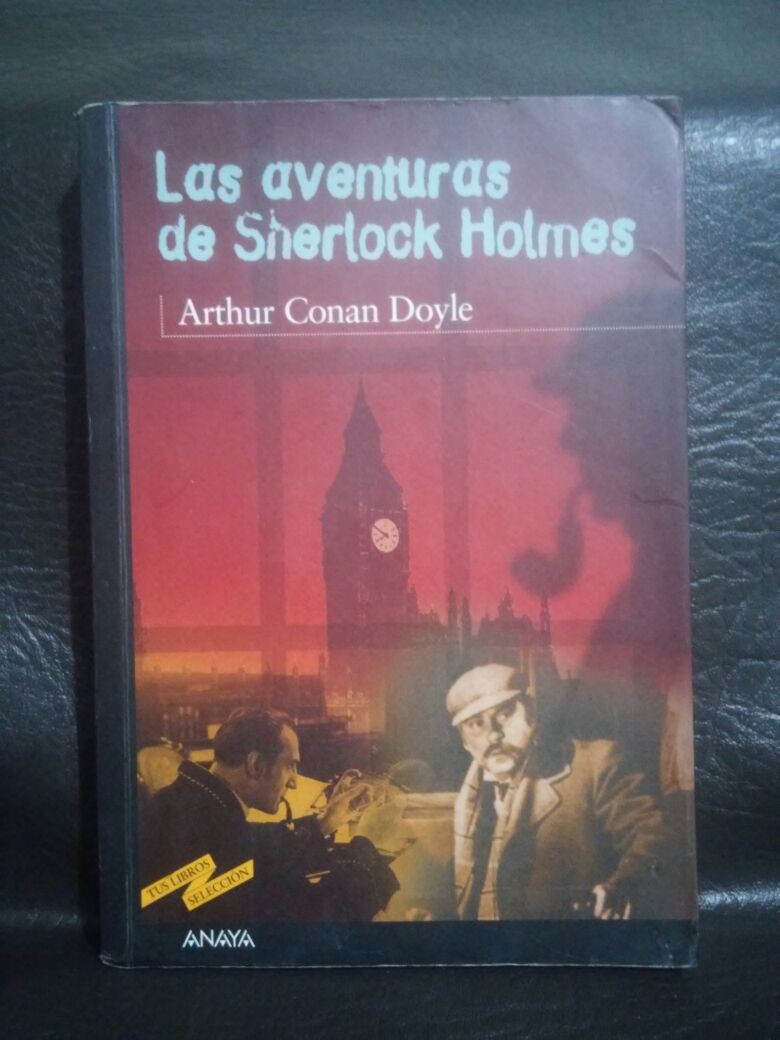 Las aventuras
de Sherlock Holmes
Arthur Conan Doyle
TUS LIBROS
SELECCIÓN
ANAYA